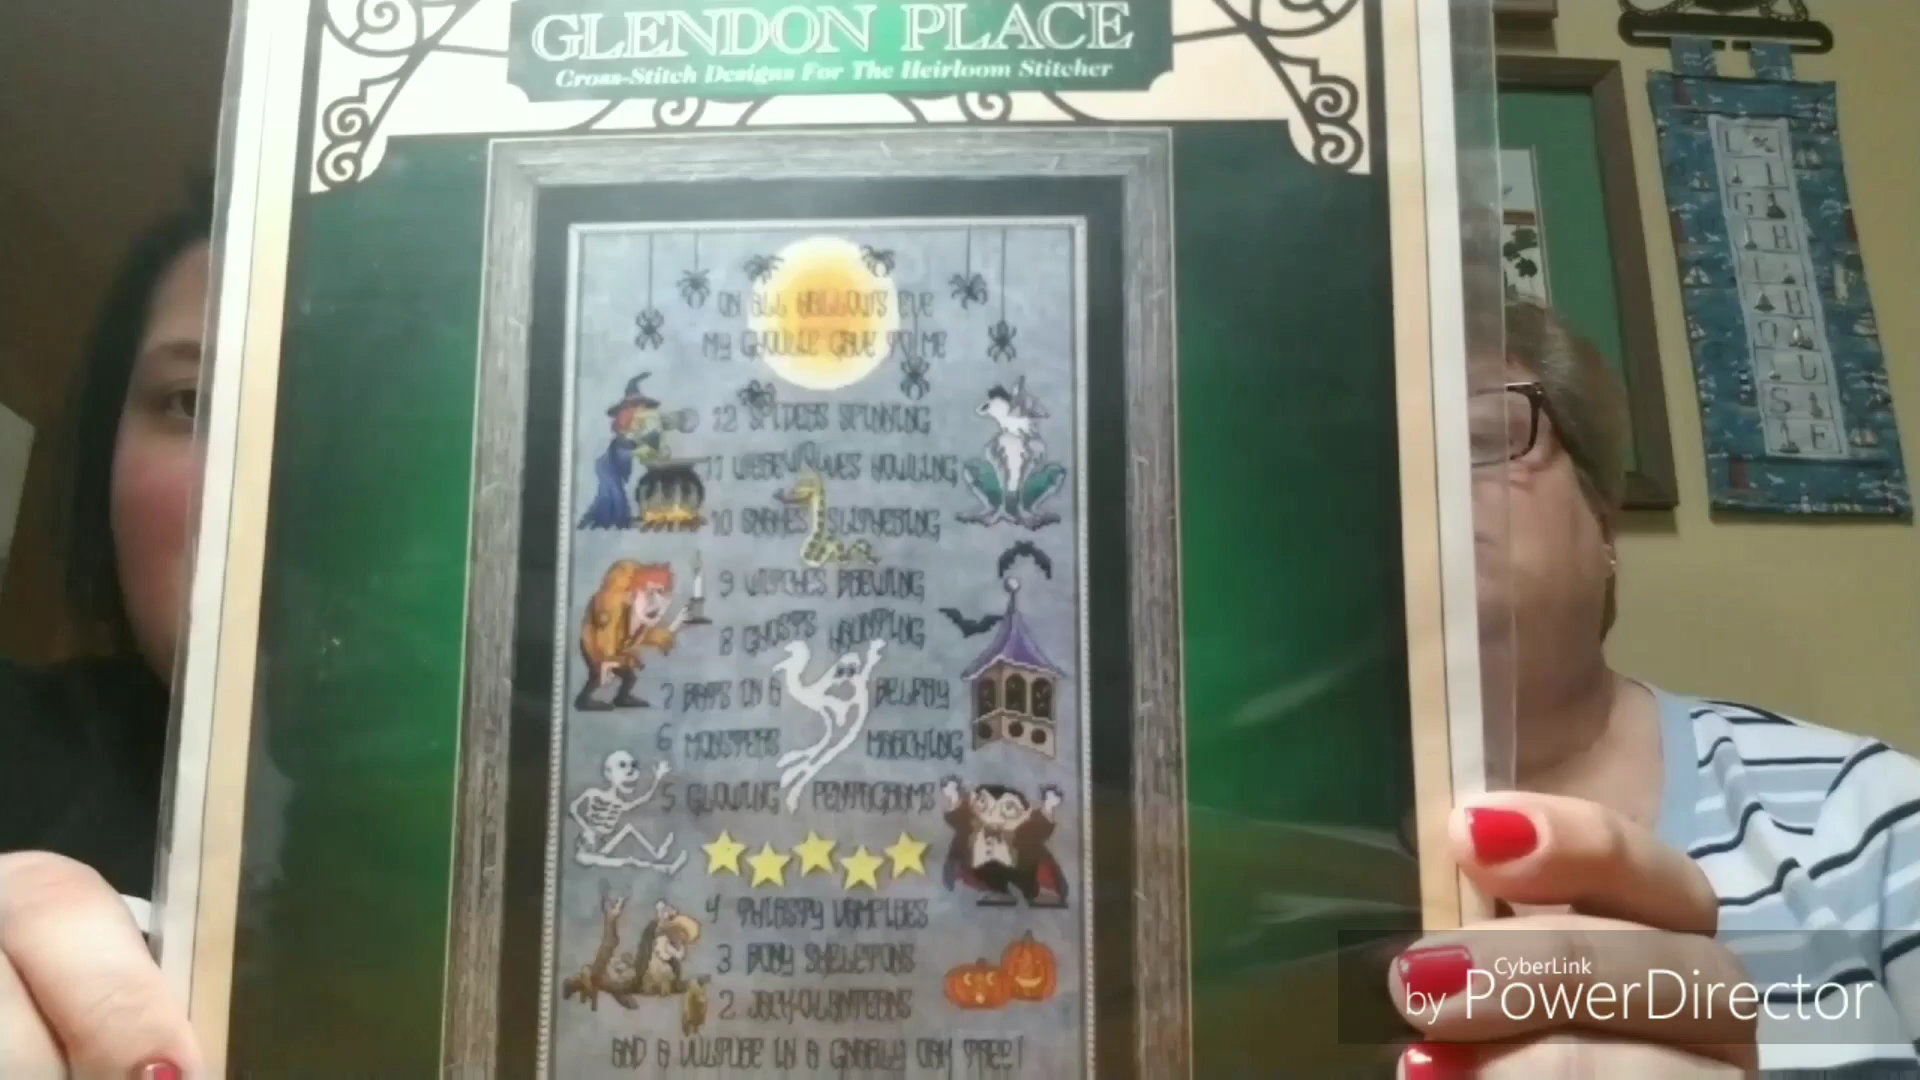 GLENDON PLACE
Cross-Stitch Designs For The Heirloom Stitcher
ON ALL HALLOW'S EVE
MY GHOULIE GAVE TO ME
12 SPIDERS SPINNING
11 WEREWOLVES HOWLING
10 SNAKES SLITHERING
9 WITCHES BREWING
8 GHOSTS HAUNTING
7 BATS IN A BELFRY
6 MONSTERS MARCHING
5 GLOWING PENTAGRAMS
4 THIRSTY VAMPIRES
3 BONY SKELETONS
2 JACK-O-LANTERNS
AND A VULTURE IN A GNARLY OAK TREE!
LIGHTHOUSE
CyberLink
by PowerDirector